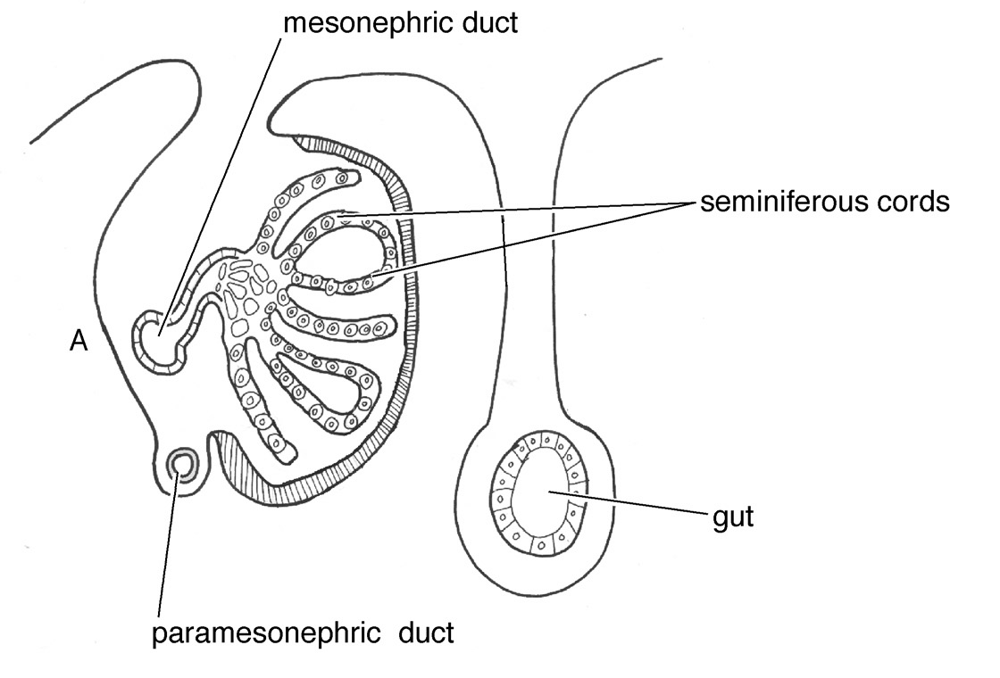 mesonephric duct
seminiferous cords
A
gut
paramesonephric duct